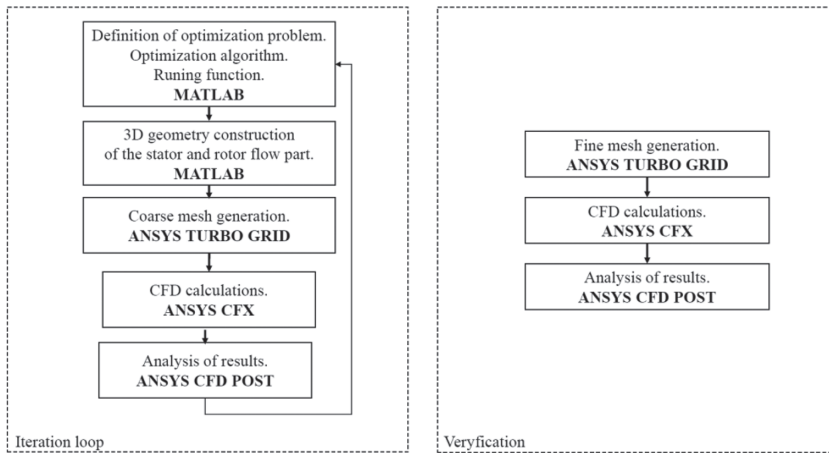 Definition of optimization problem.
Optimization algorithm.
Runing function.
MATLAB
3D geometry construction
of the stator and rotor flow part.
MATLAB
Coarse mesh generation.
ANSYS TURBO GRID
CFD calculations.
ANSYS CFX
Analysis of results.
ANSYS CFD POST
Iteration loop
Fine mesh generation.
ANSYS TURBO GRID
CFD calculations.
ANSYS CFX
Analysis of results.
ANSYS CFD POST
Veryfication